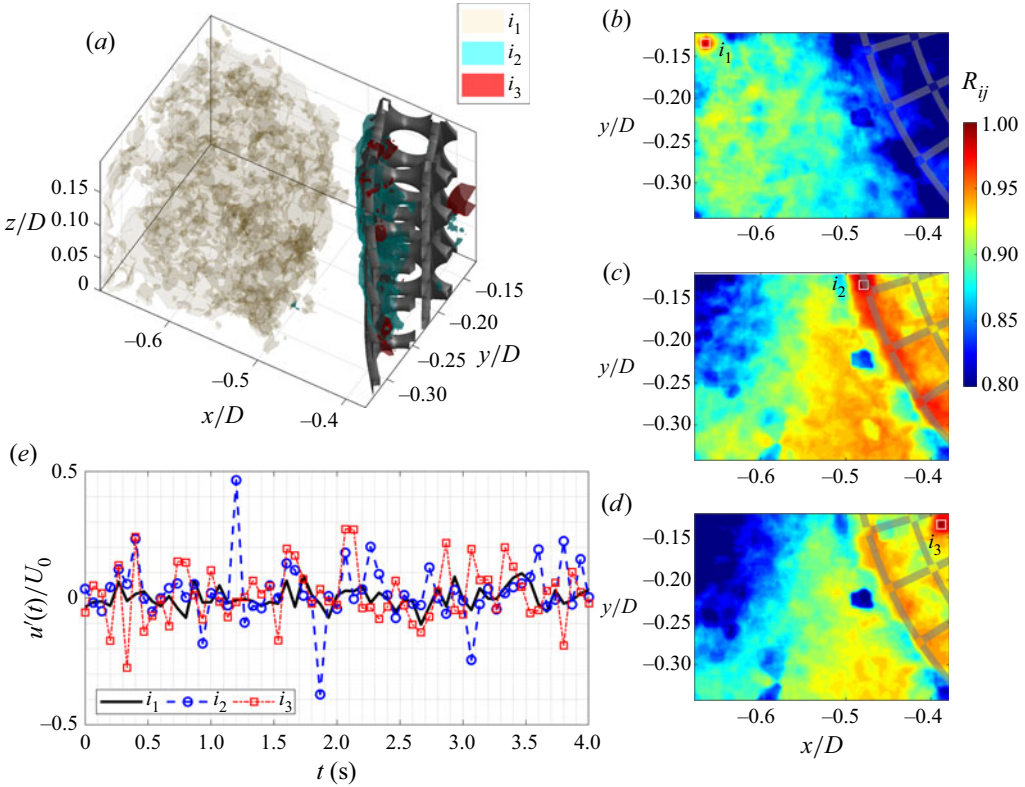 (a)
i1
i2
i3
0.15
0.10
0.05
0
z/D
−0.6
−0.5
−0.4
x/D
−0.15
−0.20
−0.25
−0.30
y/D
(b)
i1
−0.15
−0.20
−0.25
−0.30
y/D
−0.6
−0.5
−0.4
Rij
1.00
0.95
0.90
0.85
0.80
(c)
i2
−0.15
−0.20
−0.25
−0.30
y/D
−0.6
−0.5
−0.4
(d)
i3
−0.15
−0.20
−0.25
−0.30
y/D
−0.6
−0.5
−0.4
x/D
(e)
0.5
0
−0.5
u′(t)/U0
i1 i2 i3
0 0.5 1.0 1.5 2.0 2.5 3.0 3.5 4.0
t (s)